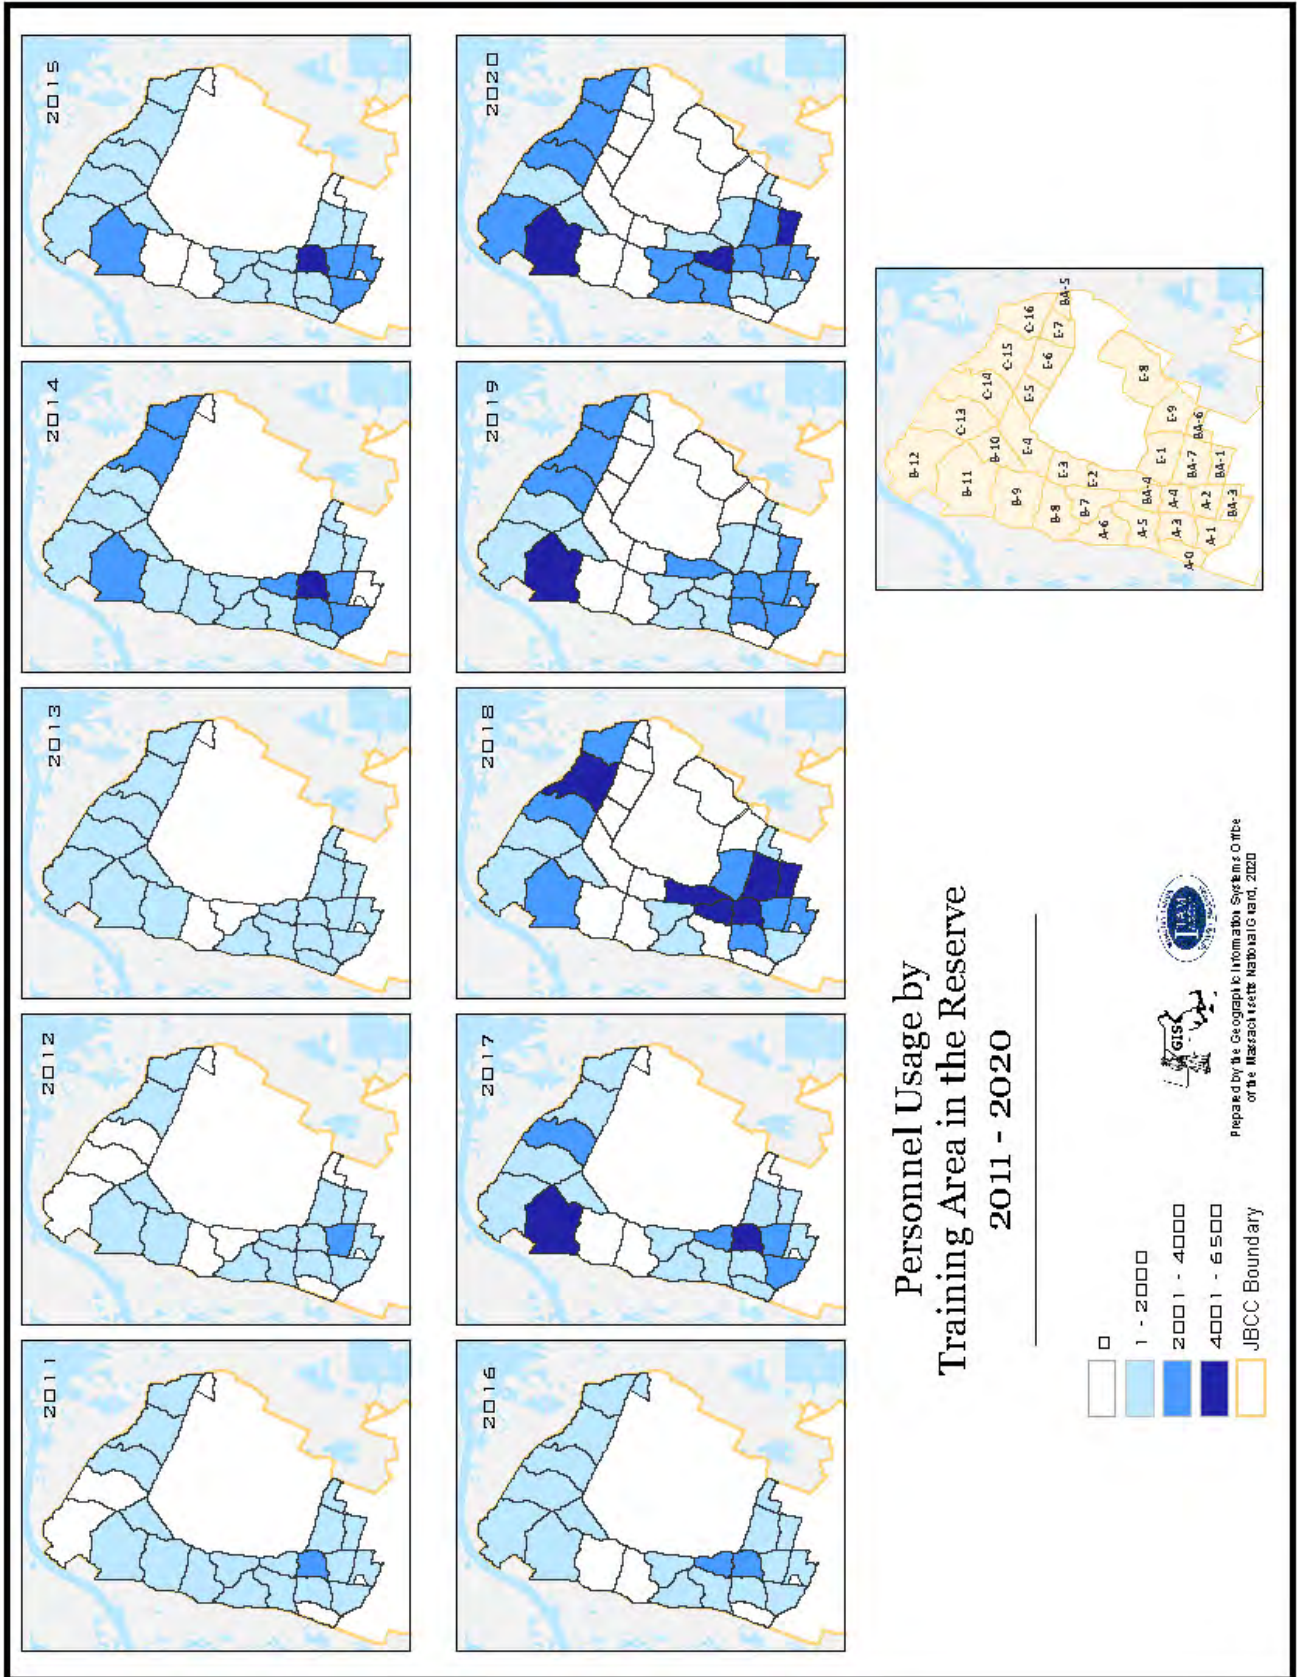 2011
2012
2013
2014
2015
2016
2017
2018
2019
2020
Personnel Usage by
Training Area in the Reserve
2011 - 2020
0
1 - 2000
2001 - 4000
4001 - 6500
JBCC Boundary
GIS
Prepared by the Geographic Information Systems Office
of the Massachusetts National Guard, 2020
B-12
B-11
C-13
C-14
C-15
C-16
B-10
B-9
B-8
B-7
A-6
A-5
A-3
A-4
A-0
A-1
A-2
BA-3
BA-4
BA-1
BA-7
BA-6
BA-5
E-1
E-2
E-3
E-4
E-5
E-6
E-7
E-8
E-9